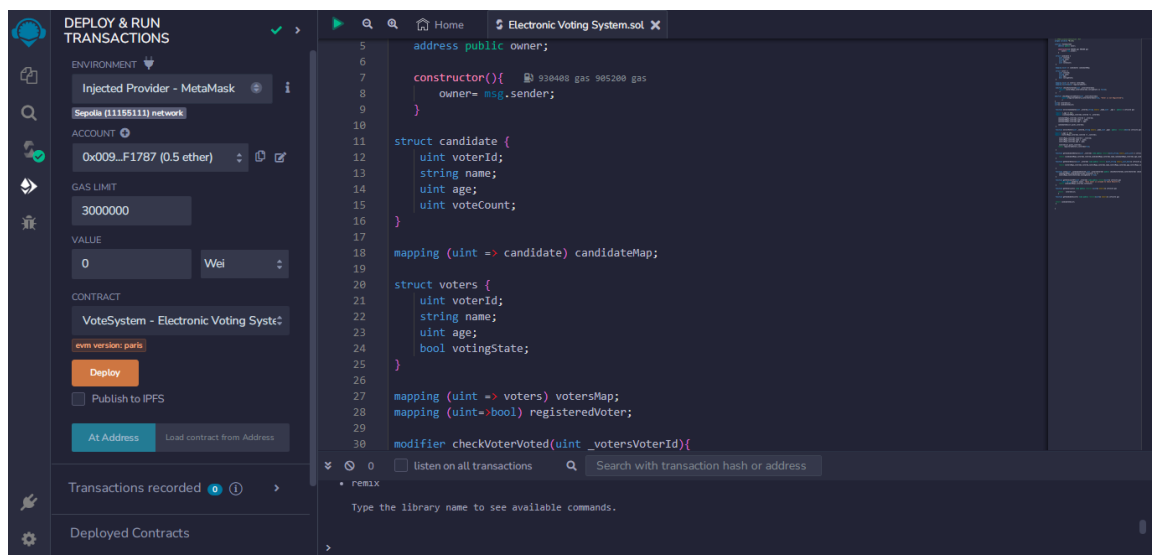 DEPLOY & RUN
TRANSACTIONS
ENVIRONMENT
Injected Provider - MetaMask
i
Sepolia (11155111) network
ACCOUNT
0x009...F1787 (0.5 ether)
GAS LIMIT
3000000
VALUE
0 Wei
CONTRACT
VoteSystem - Electronic Voting Syste
evm version: paris
Deploy
Publish to IPFS
At Address Load contract from Address
Transactions recorded 0 i
Deployed Contracts
Home Electronic Voting System.sol
5 address public owner;
6
7 constructor(){ 930408 gas 905200 gas
8 owner= msg.sender;
9 }
10
11 struct candidate {
12 uint voterId;
13 string name;
14 uint age;
15 uint voteCount;
16 }
17
18 mapping (uint => candidate) candidateMap;
19
20 struct voters {
21 uint voterId;
22 string name;
23 uint age;
24 bool votingState;
25 }
26
27 mapping (uint => voters) votersMap;
28 mapping (uint=>bool) registeredVoter;
29
30 modifier checkVoterVoted(uint _votersVoterId){
0 listen on all transactions Search with transaction hash or address
remix
Type the library name to see available commands.
>